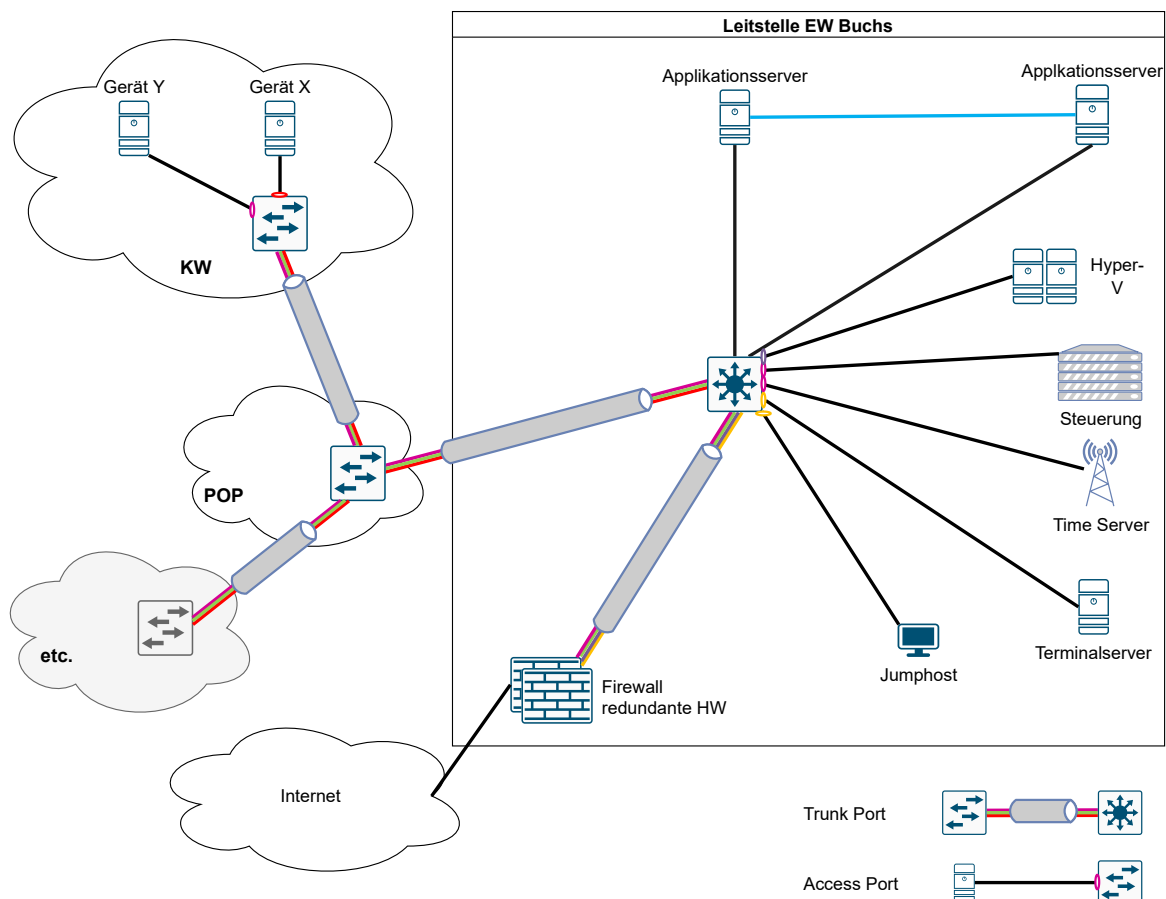 Leitstelle EW Buchs
Applikationsserver
Applkationsserver
Gerät Y
Gerät X
KW
Hyper-
V
Steuerung
POP
Time Server
etc.
Terminalserver
Jumphost
Firewall
redundante HW
Internet
Trunk Port
Access Port